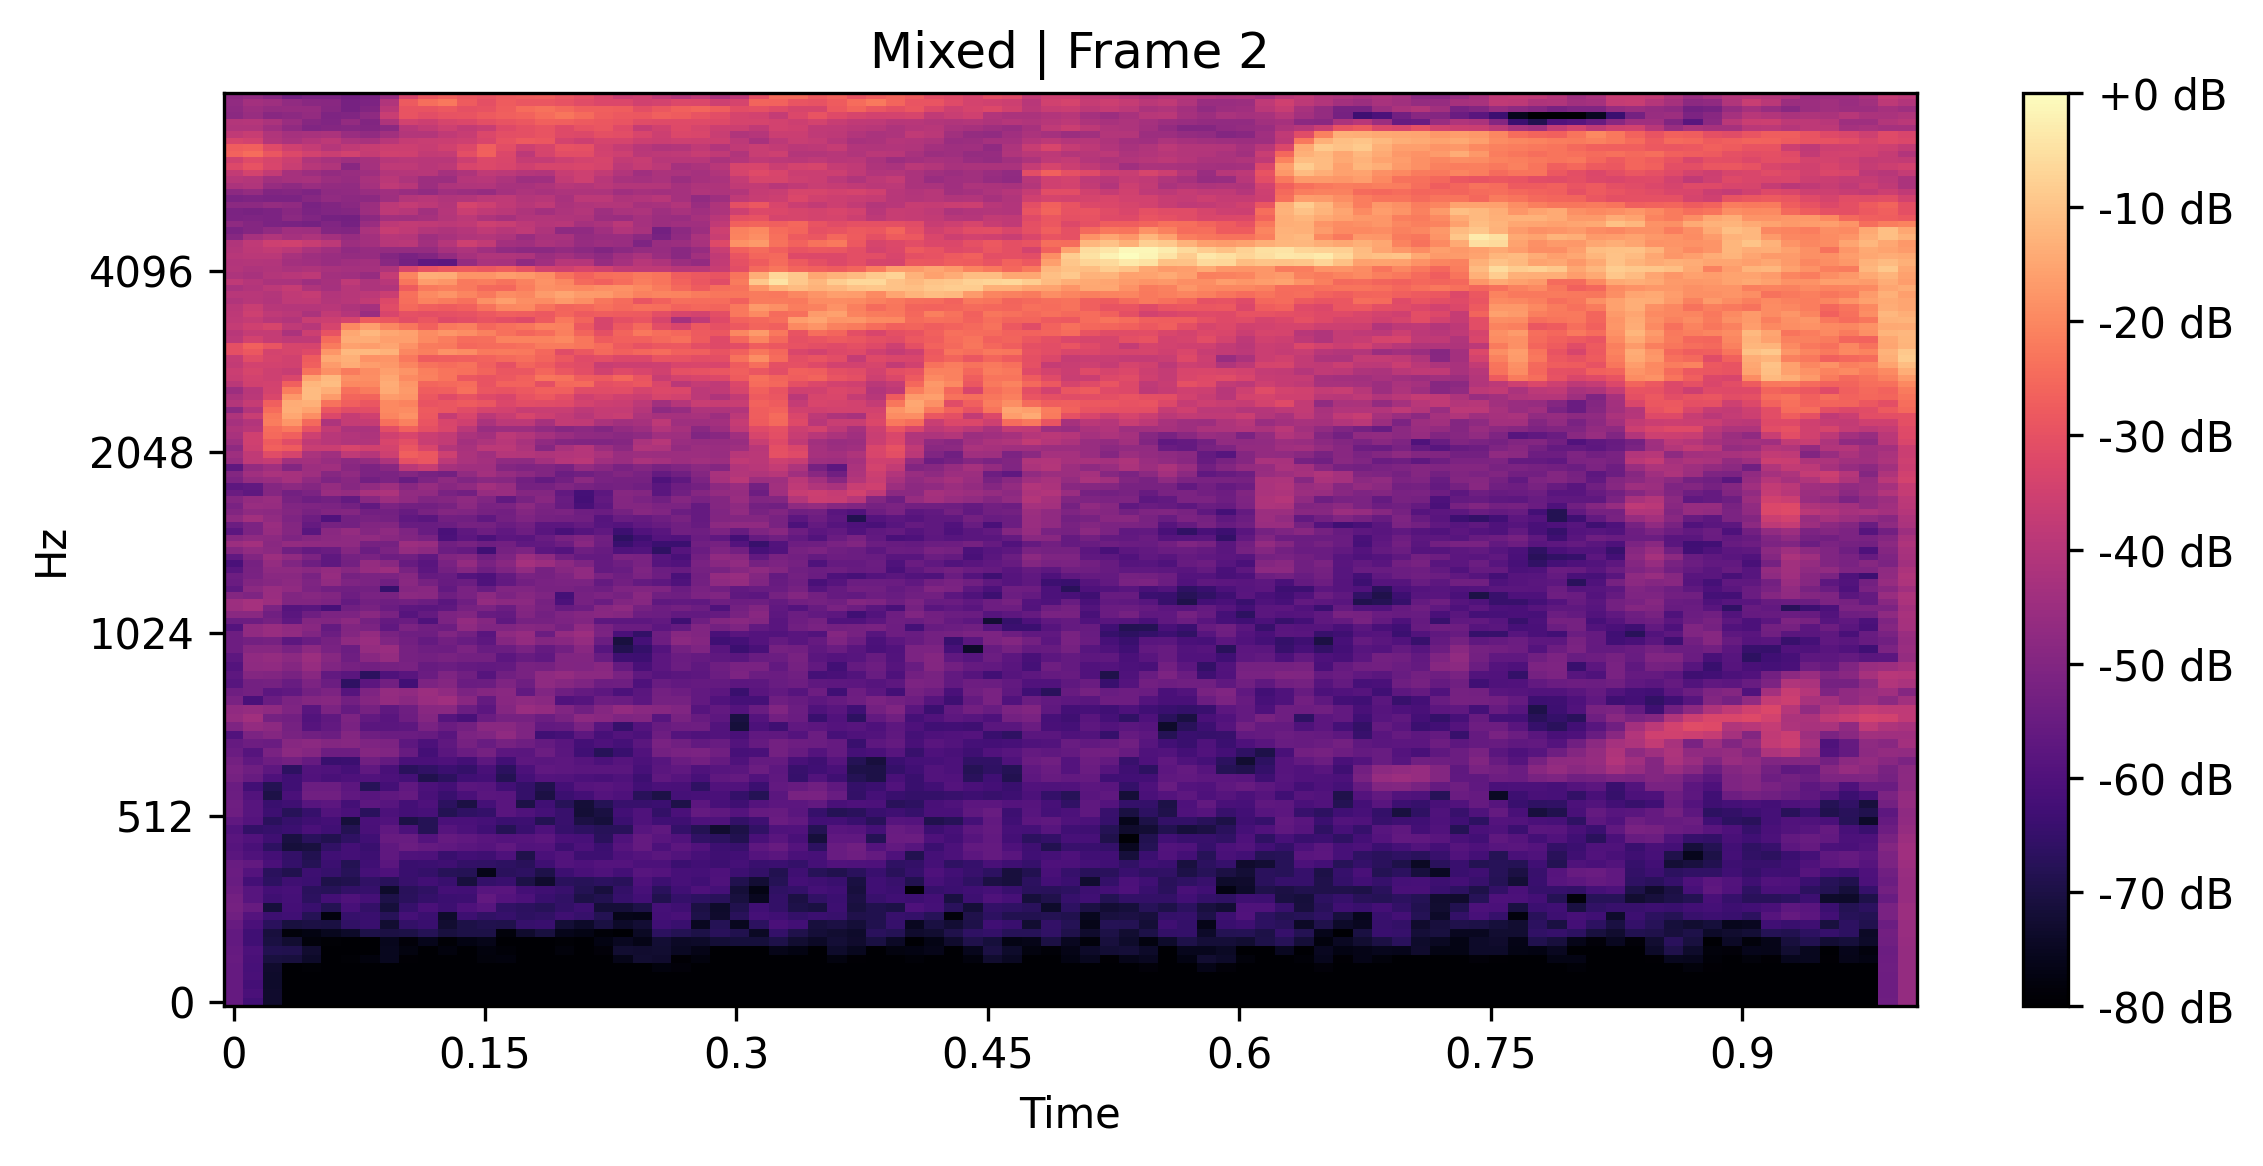 Mixed | Frame 2
+0 dB
-10 dB
-20 dB
-30 dB
-40 dB
-50 dB
-60 dB
-70 dB
-80 dB
Hz
4096
2048
1024
512
0
0 0.15 0.3 0.45 0.6 0.75 0.9
Time